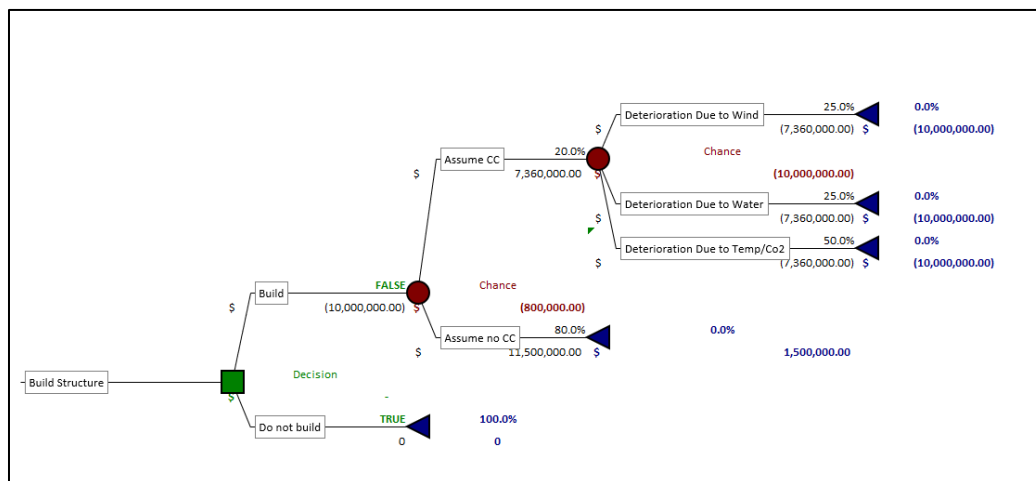 Deterioration Due to Wind 25.0% 0.0%
$ (7,360,000.00) $ (10,000,000.00)
Assume CC 20.0% Chance
$ 7,360,000.00 $ (10,000,000.00)
Deterioration Due to Water 25.0% 0.0%
$ (7,360,000.00) $ (10,000,000.00)
Deterioration Due to Temp/Co2 50.0% 0.0%
$ (7,360,000.00) $ (10,000,000.00)
Build FALSE Chance
$ (10,000,000.00) $ (800,000.00)
Assume no CC 80.0% 0.0%
$ 11,500,000.00 $ 1,500,000.00
Build Structure Decision
$ -
Do not build TRUE 100.0%
0 0